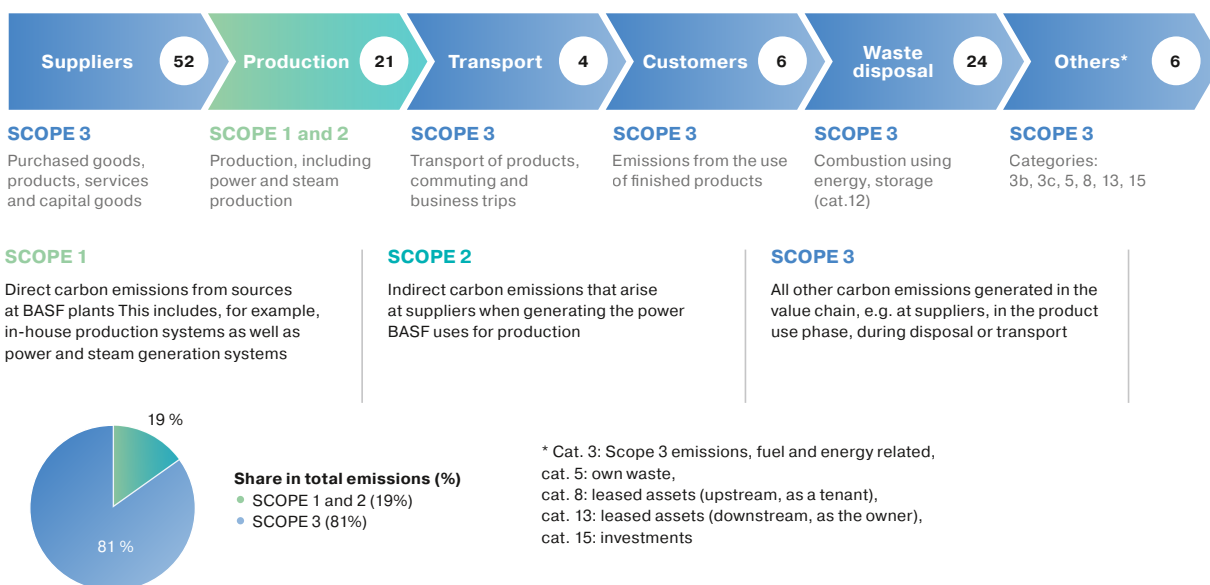 Suppliers 52
Production 21
Transport 4
Customers 6
Waste
disposal 24
Others* 6
SCOPE 3
Purchased goods,
products, services
and capital goods
SCOPE 1 and 2
Production, including
power and steam
production
SCOPE 3
Transport of products,
commuting and
business trips
SCOPE 3
Emissions from the use
of finished products
SCOPE 3
Combustion using
energy, storage
(cat.12)
SCOPE 3
Categories:
3b, 3c, 5, 8, 13, 15
SCOPE 1
Direct carbon emissions from sources
at BASF plants This includes, for example,
in-house production systems as well as
power and steam generation systems
SCOPE 2
Indirect carbon emissions that arise
at suppliers when generating the power
BASF uses for production
SCOPE 3
All other carbon emissions generated in the
value chain, e.g. at suppliers, in the product
use phase, during disposal or transport
19 %
81 %
Share in total emissions (%)
SCOPE 1 and 2 (19%)
SCOPE 3 (81%)
* Cat. 3: Scope 3 emissions, fuel and energy related,
cat. 5: own waste,
cat. 8: leased assets (upstream, as a tenant),
cat. 13: leased assets (downstream, as the owner),
cat. 15: investments